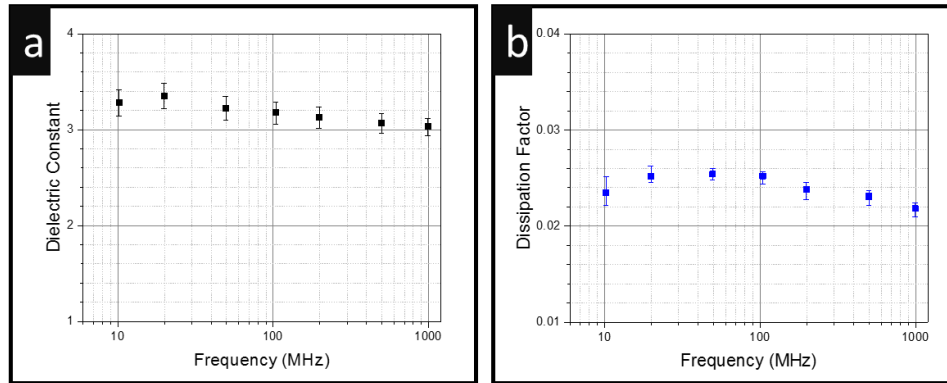 a
4
3
2
1
Dielectric Constant
10
100
1000
Frequency (MHz)
b
0.04
0.03
0.02
0.01
Dissipation Factor
10
100
1000
Frequency (MHz)